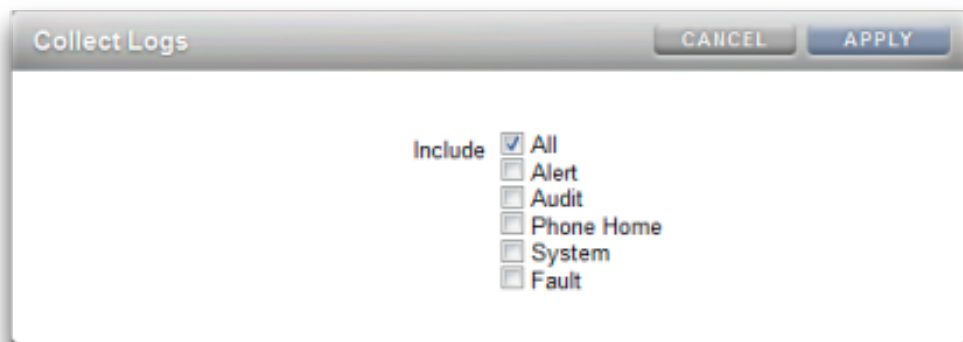 Collect Logs
CANCEL
APPLY
Include
All
Alert
Audit
Phone Home
System
Fault